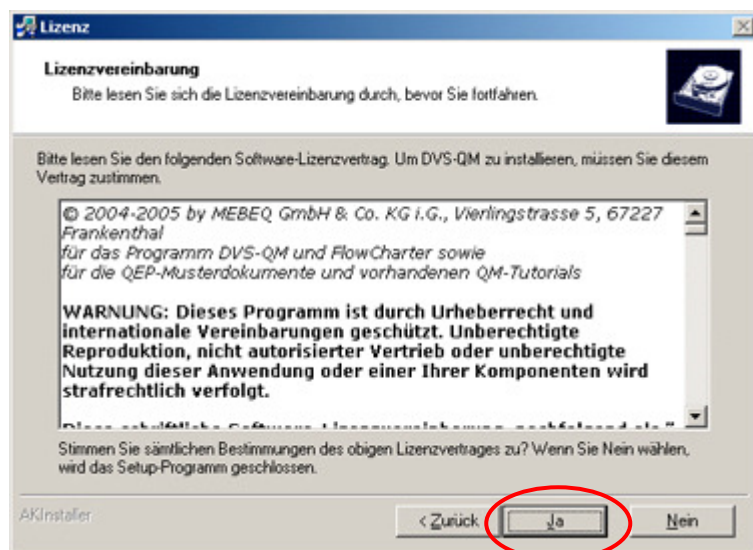 Lizenz
Lizenzvereinbarung
Bitte lesen Sie sich die Lizenzvereinbarung durch, bevor Sie fortfahren.
Bitte lesen Sie den folgenden Software-Lizenzvertrag. Um DVS-QM zu installieren, müssen Sie diesem
Vertrag zustimmen.
© 2004-2005 by MEBEQ GmbH & Co. KG i.G., Vierlingstrasse 5, 67227
Frankenthal
für das Programm DVS-QM und FlowCharter sowie
für die QEP-Musterdokumente und vorhandenen QM-Tutorials
WARNUNG: Dieses Programm ist durch Urheberrecht und
internationale Vereinbarungen geschützt. Unberechtigte
Reproduktion, nicht autorisierter Vertrieb oder unberechtigte
Nutzung dieser Anwendung oder einer Ihrer Komponenten wird
strafrechtlich verfolgt.
Stimmen Sie sämtlichen Bestimmungen des obigen Lizenzvertrages zu? Wenn Sie Nein wählen,
wird das Setup-Programm geschlossen.
AKInstaller
< Zurück
Ja
Nein